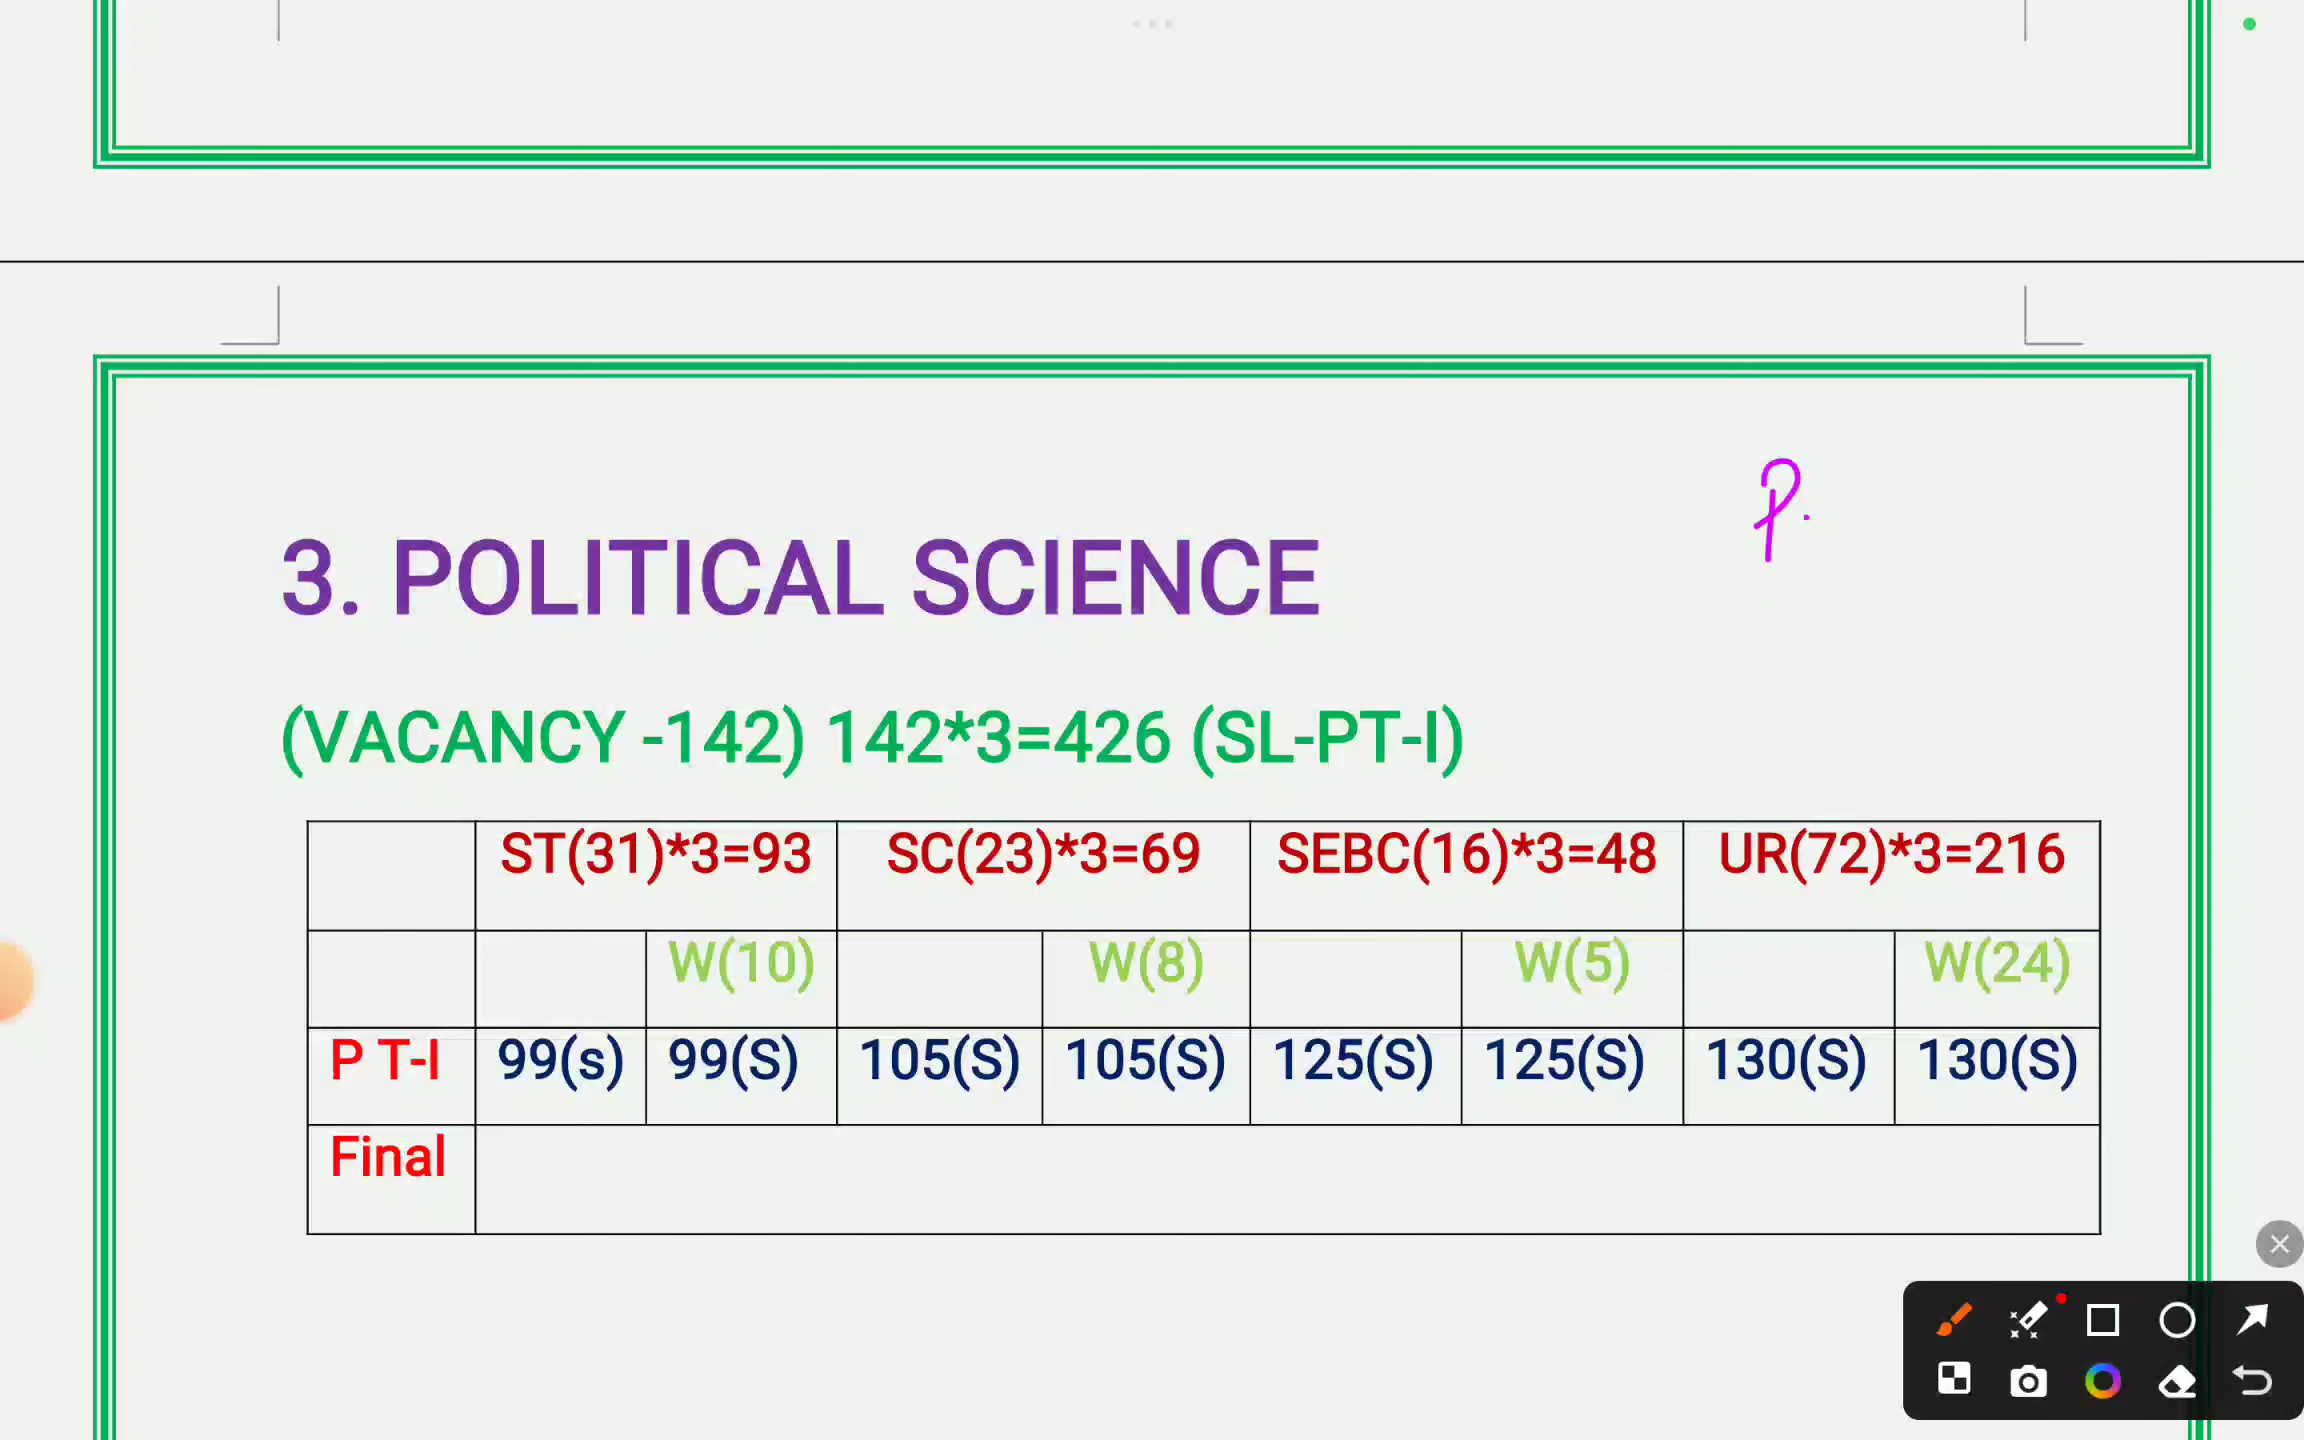 P.
3. POLITICAL SCIENCE
(VACANCY -142) 142*3=426 (SL-PT-I)
ST(31)*3=93 SC(23)*3=69 SEBC(16)*3=48 UR(72)*3=216
W(10) W(8) W(5) W(24)
P T-I 99(s) 99(S) 105(S) 105(S) 125(S) 125(S) 130(S) 130(S)
Final